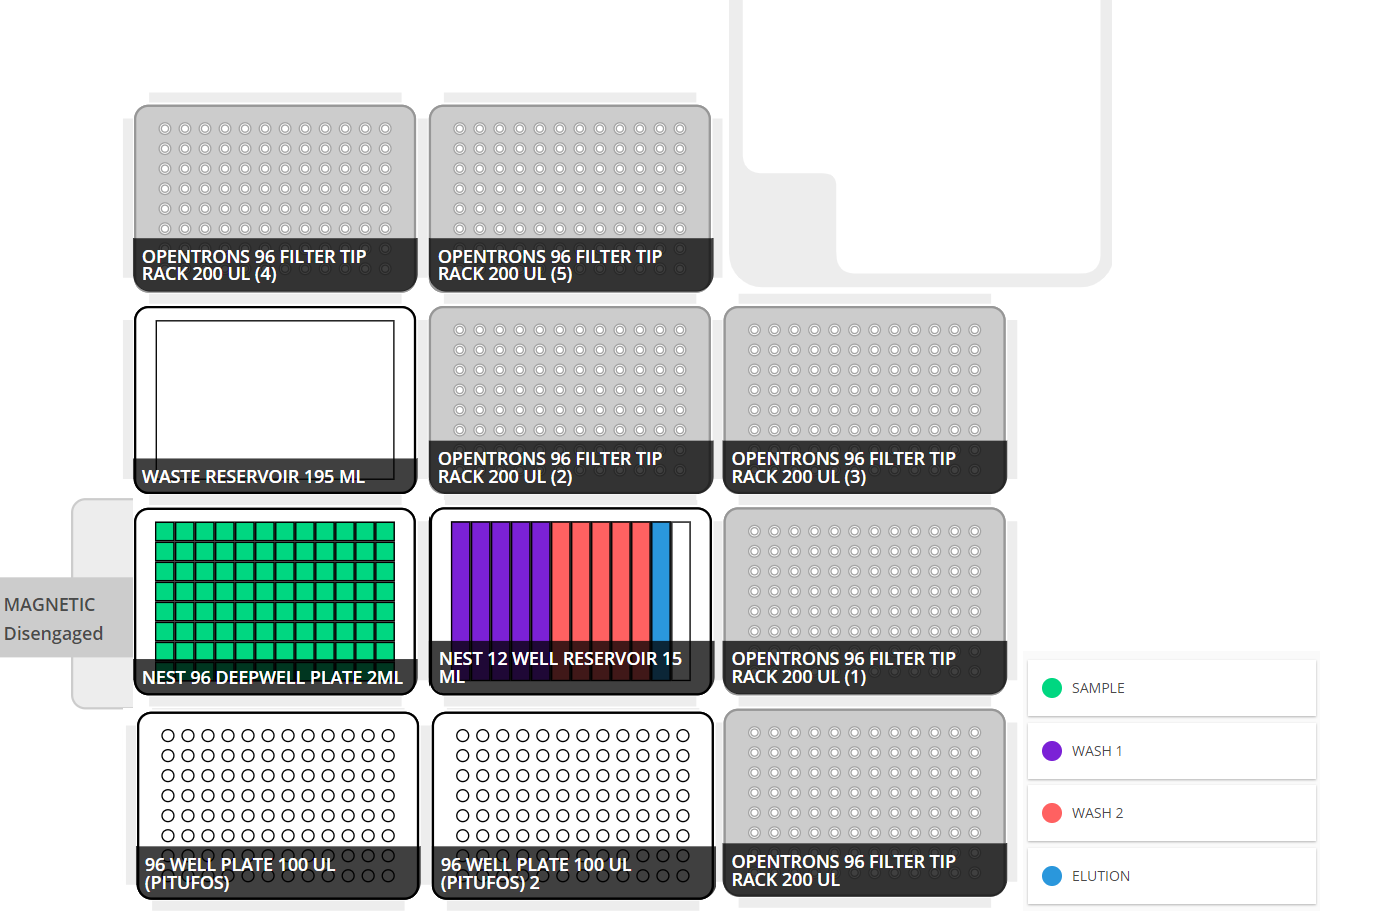 OPENTRONS 96 FILTER TIP
RACK 200 UL (4)
OPENTRONS 96 FILTER TIP
RACK 200 UL (5)
WASTE RESERVOIR 195 ML
OPENTRONS 96 FILTER TIP
RACK 200 UL (2)
OPENTRONS 96 FILTER TIP
RACK 200 UL (3)
MAGNETIC
Disengaged
NEST 96 DEEPWELL PLATE 2ML
NEST 12 WELL RESERVOIR 15
ML
OPENTRONS 96 FILTER TIP
RACK 200 UL (1)
96 WELL PLATE 100 UL
(PITUFOS)
96 WELL PLATE 100 UL
(PITUFOS) 2
OPENTRONS 96 FILTER TIP
RACK 200 UL
SAMPLE
WASH 1
WASH 2
ELUTION